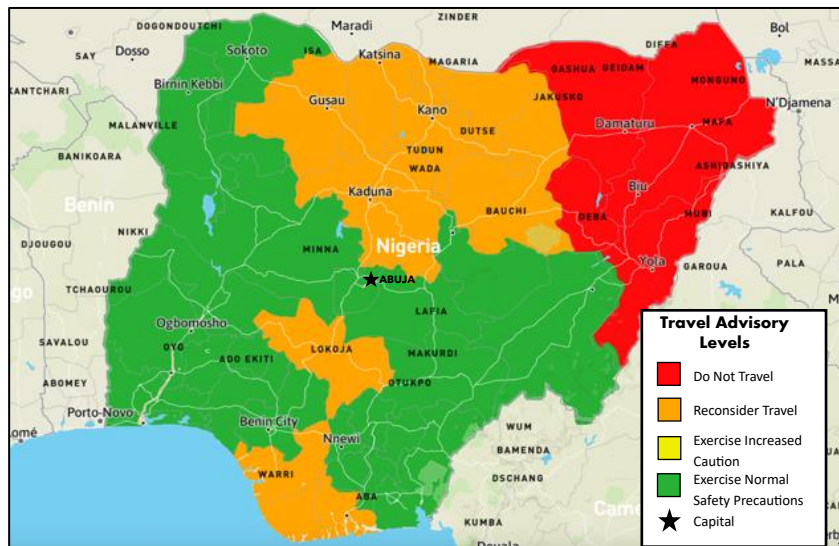 ZINDER
DOGONDOUTCHI
Maradi
Bol
Dosso
SAY
Sokoto
ISA
Katsina
MAGARIA
DIFFA
MASSA
GASHUA
GEIDAM
MONGUNO
KANTCHARI
Birnin Kebbi
Gusau
Kano
JAKUSKO
N'Djamena
MALANVILLE
DUTSE
Damaturu
MAFA
BANIKOARA
TUDUN
WADA
ASHIGASHIYA
Kaduna
Biu
Benin
BAUCHI
DEBA
MUBI
KALFOU
DJOUGOU
NIKKI
MINNA
Nigeria
Yola
GAROUA
PALA
TCHAOUROU
ABUJA
LAFIA
Ogbomosho
SAVALOU
OYO
ADO EKITI
LOKOJA
MAKURDI
ABOMEY
OTUKPO
Porto-Novo
Benin City
Nnewi
Lomé
WUM
BAMENDA
WARRI
DSCHANG
ABA
KUMBA
Douala
Came
Travel Advisory
Levels
Do Not Travel
Reconsider Travel
Exercise Increased
Caution
Exercise Normal
Safety Precautions
Capital